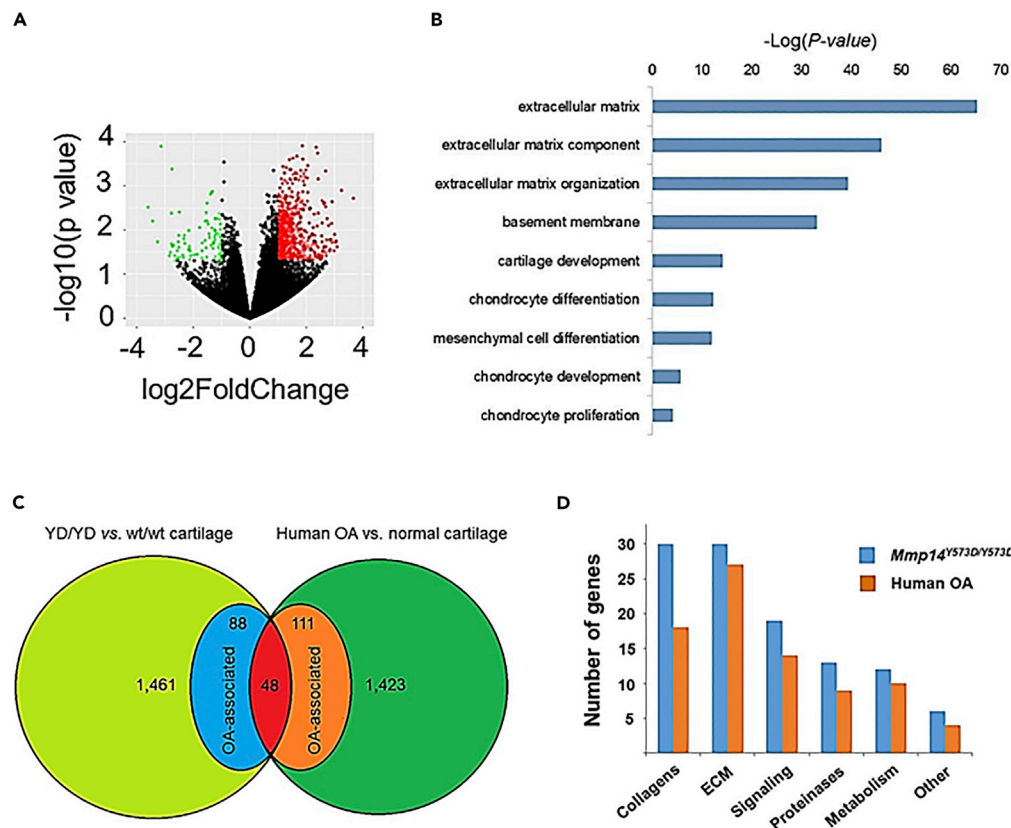 A
-log10(p value)
4
3
2
1
0
-4 -2 0 2 4
log2FoldChange
B
-Log(P-value)
0 10 20 30 40 50 60 70
extracellular matrix
extracellular matrix component
extracellular matrix organization
basement membrane
cartilage development
chondrocyte differentiation
mesenchymal cell differentiation
chondrocyte development
chondrocyte proliferation
C
YD/YD vs. wt/wt cartilage
Human OA vs. normal cartilage
1,461
88
OA-associated
48
111
OA-associated
1,423
D
Number of genes
30
25
20
15
10
5
Mmp14Y573D/Y573D
Human OA
Collagens
ECM
Signaling
Proteinases
Metabolism
Other